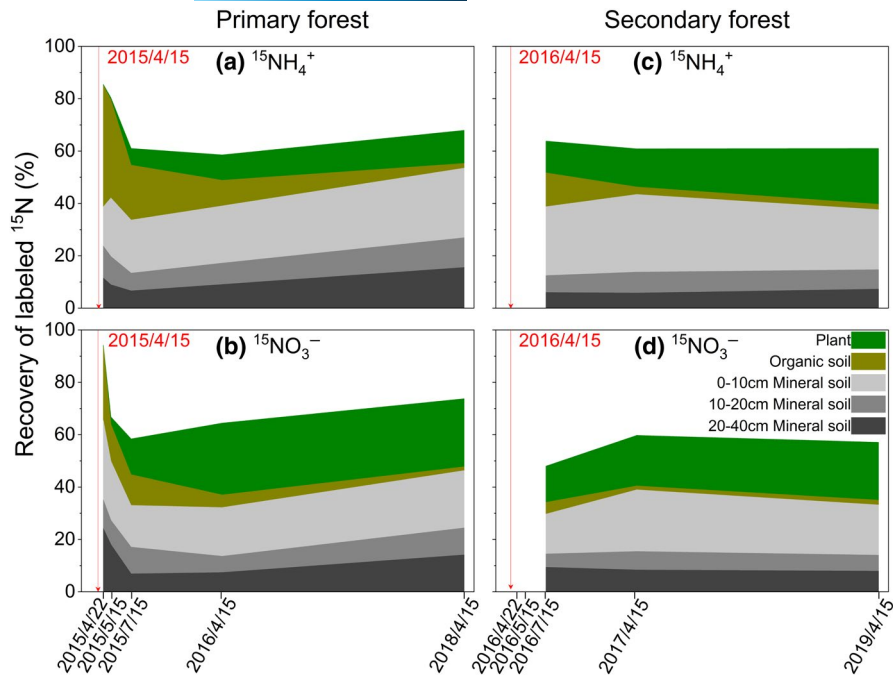 Primary forest
Secondary forest
Recovery of labeled ¹⁵N (%)
100
80
60
40
20
0
2015/4/15
(a) ¹⁵NH₄⁺
2016/4/15
(c) ¹⁵NH₄⁺
100
80
60
40
20
0
2015/4/15
(b) ¹⁵NO₃⁻
2016/4/15
(d) ¹⁵NO₃⁻
Plant
Organic soil
0-10cm Mineral soil
10-20cm Mineral soil
20-40cm Mineral soil
2015/4/22
2015/5/15
2015/7/15
2016/4/15
2018/4/15
2016/4/22
2016/5/15
2016/7/15
2017/4/15
2019/4/15